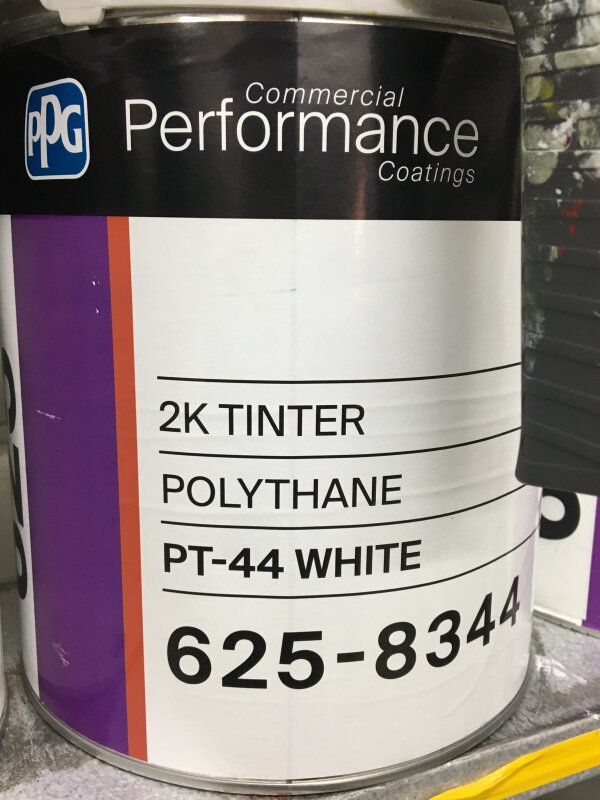 PPG
Commercial
Performance
Coatings
2K TINTER
POLYTHANE
PT-44 WHITE
625-8344